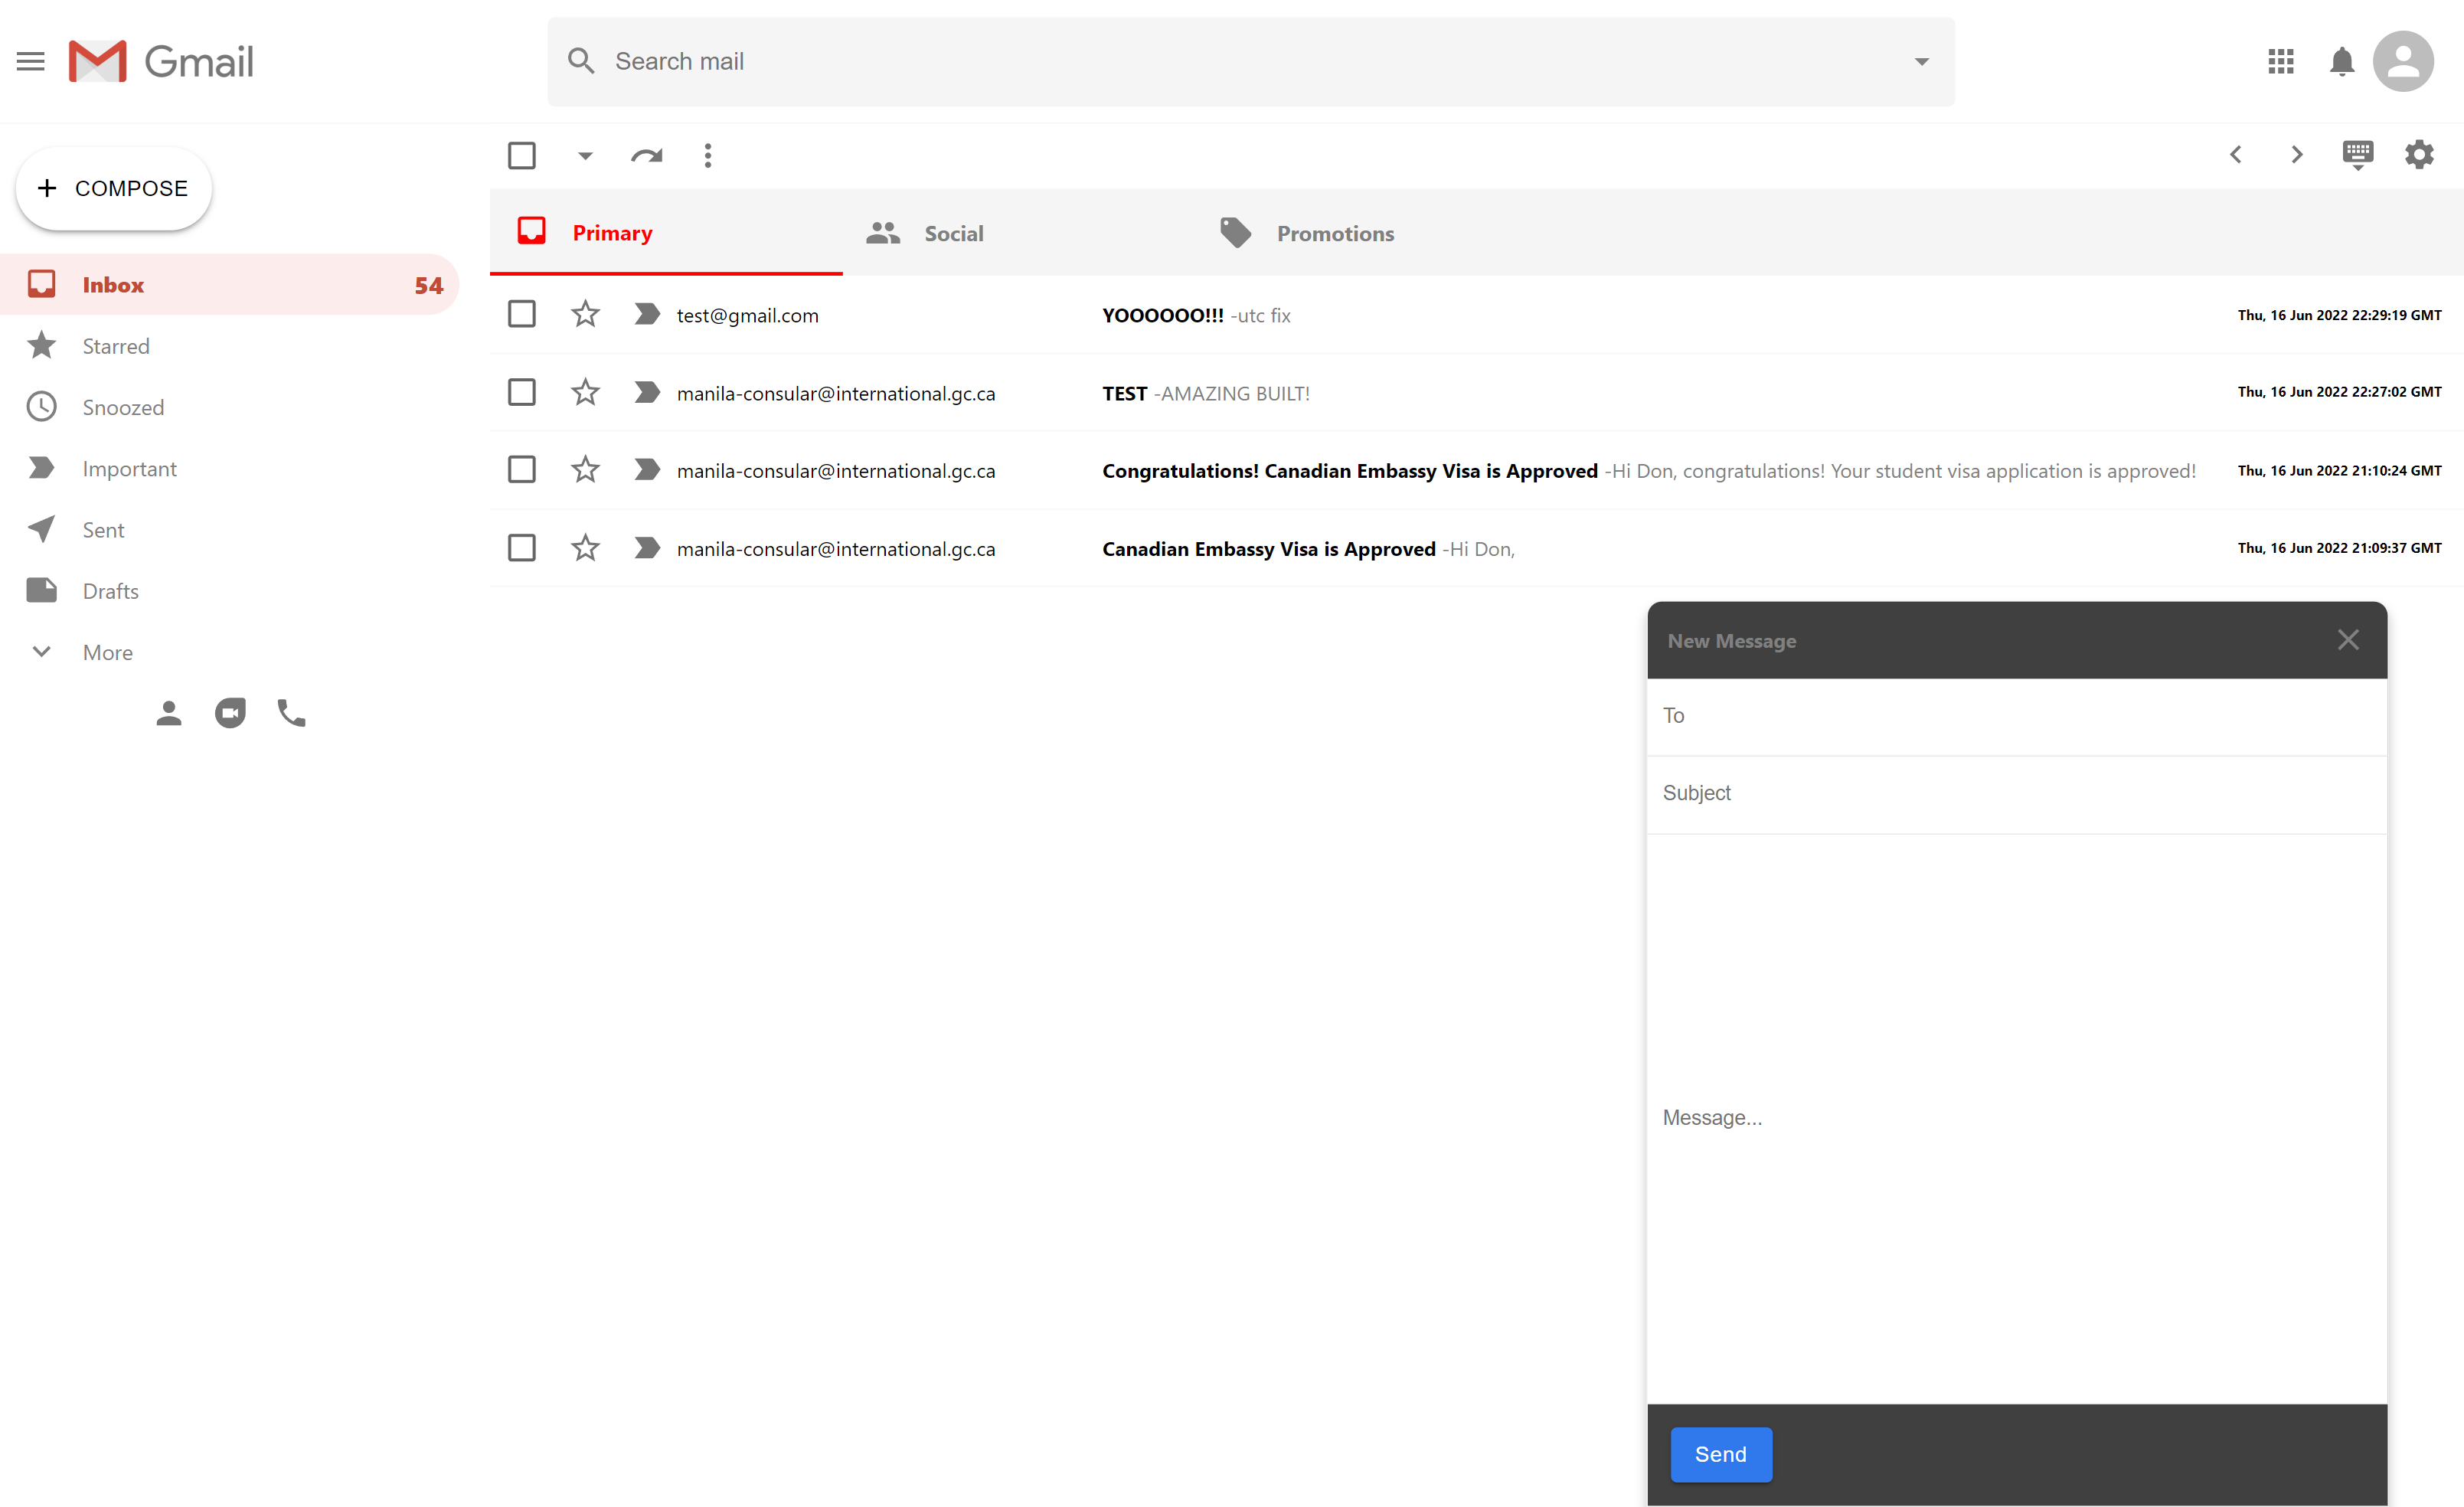 Gmail
Search mail
COMPOSE
Primary
Social
Promotions
Inbox 54
Starred
Snoozed
Important
Sent
Drafts
More
test@gmail.com YOOOOOO!!! -utc fix Thu, 16 Jun 2022 22:29:19 GMT
manila-consular@international.gc.ca TEST -AMAZING BUILT! Thu, 16 Jun 2022 22:27:02 GMT
manila-consular@international.gc.ca Congratulations! Canadian Embassy Visa is Approved -Hi Don, congratulations! Your student visa application is approved! Thu, 16 Jun 2022 21:10:24 GMT
manila-consular@international.gc.ca Canadian Embassy Visa is Approved -Hi Don, Thu, 16 Jun 2022 21:09:37 GMT
New Message
To
Subject
Message...
Send